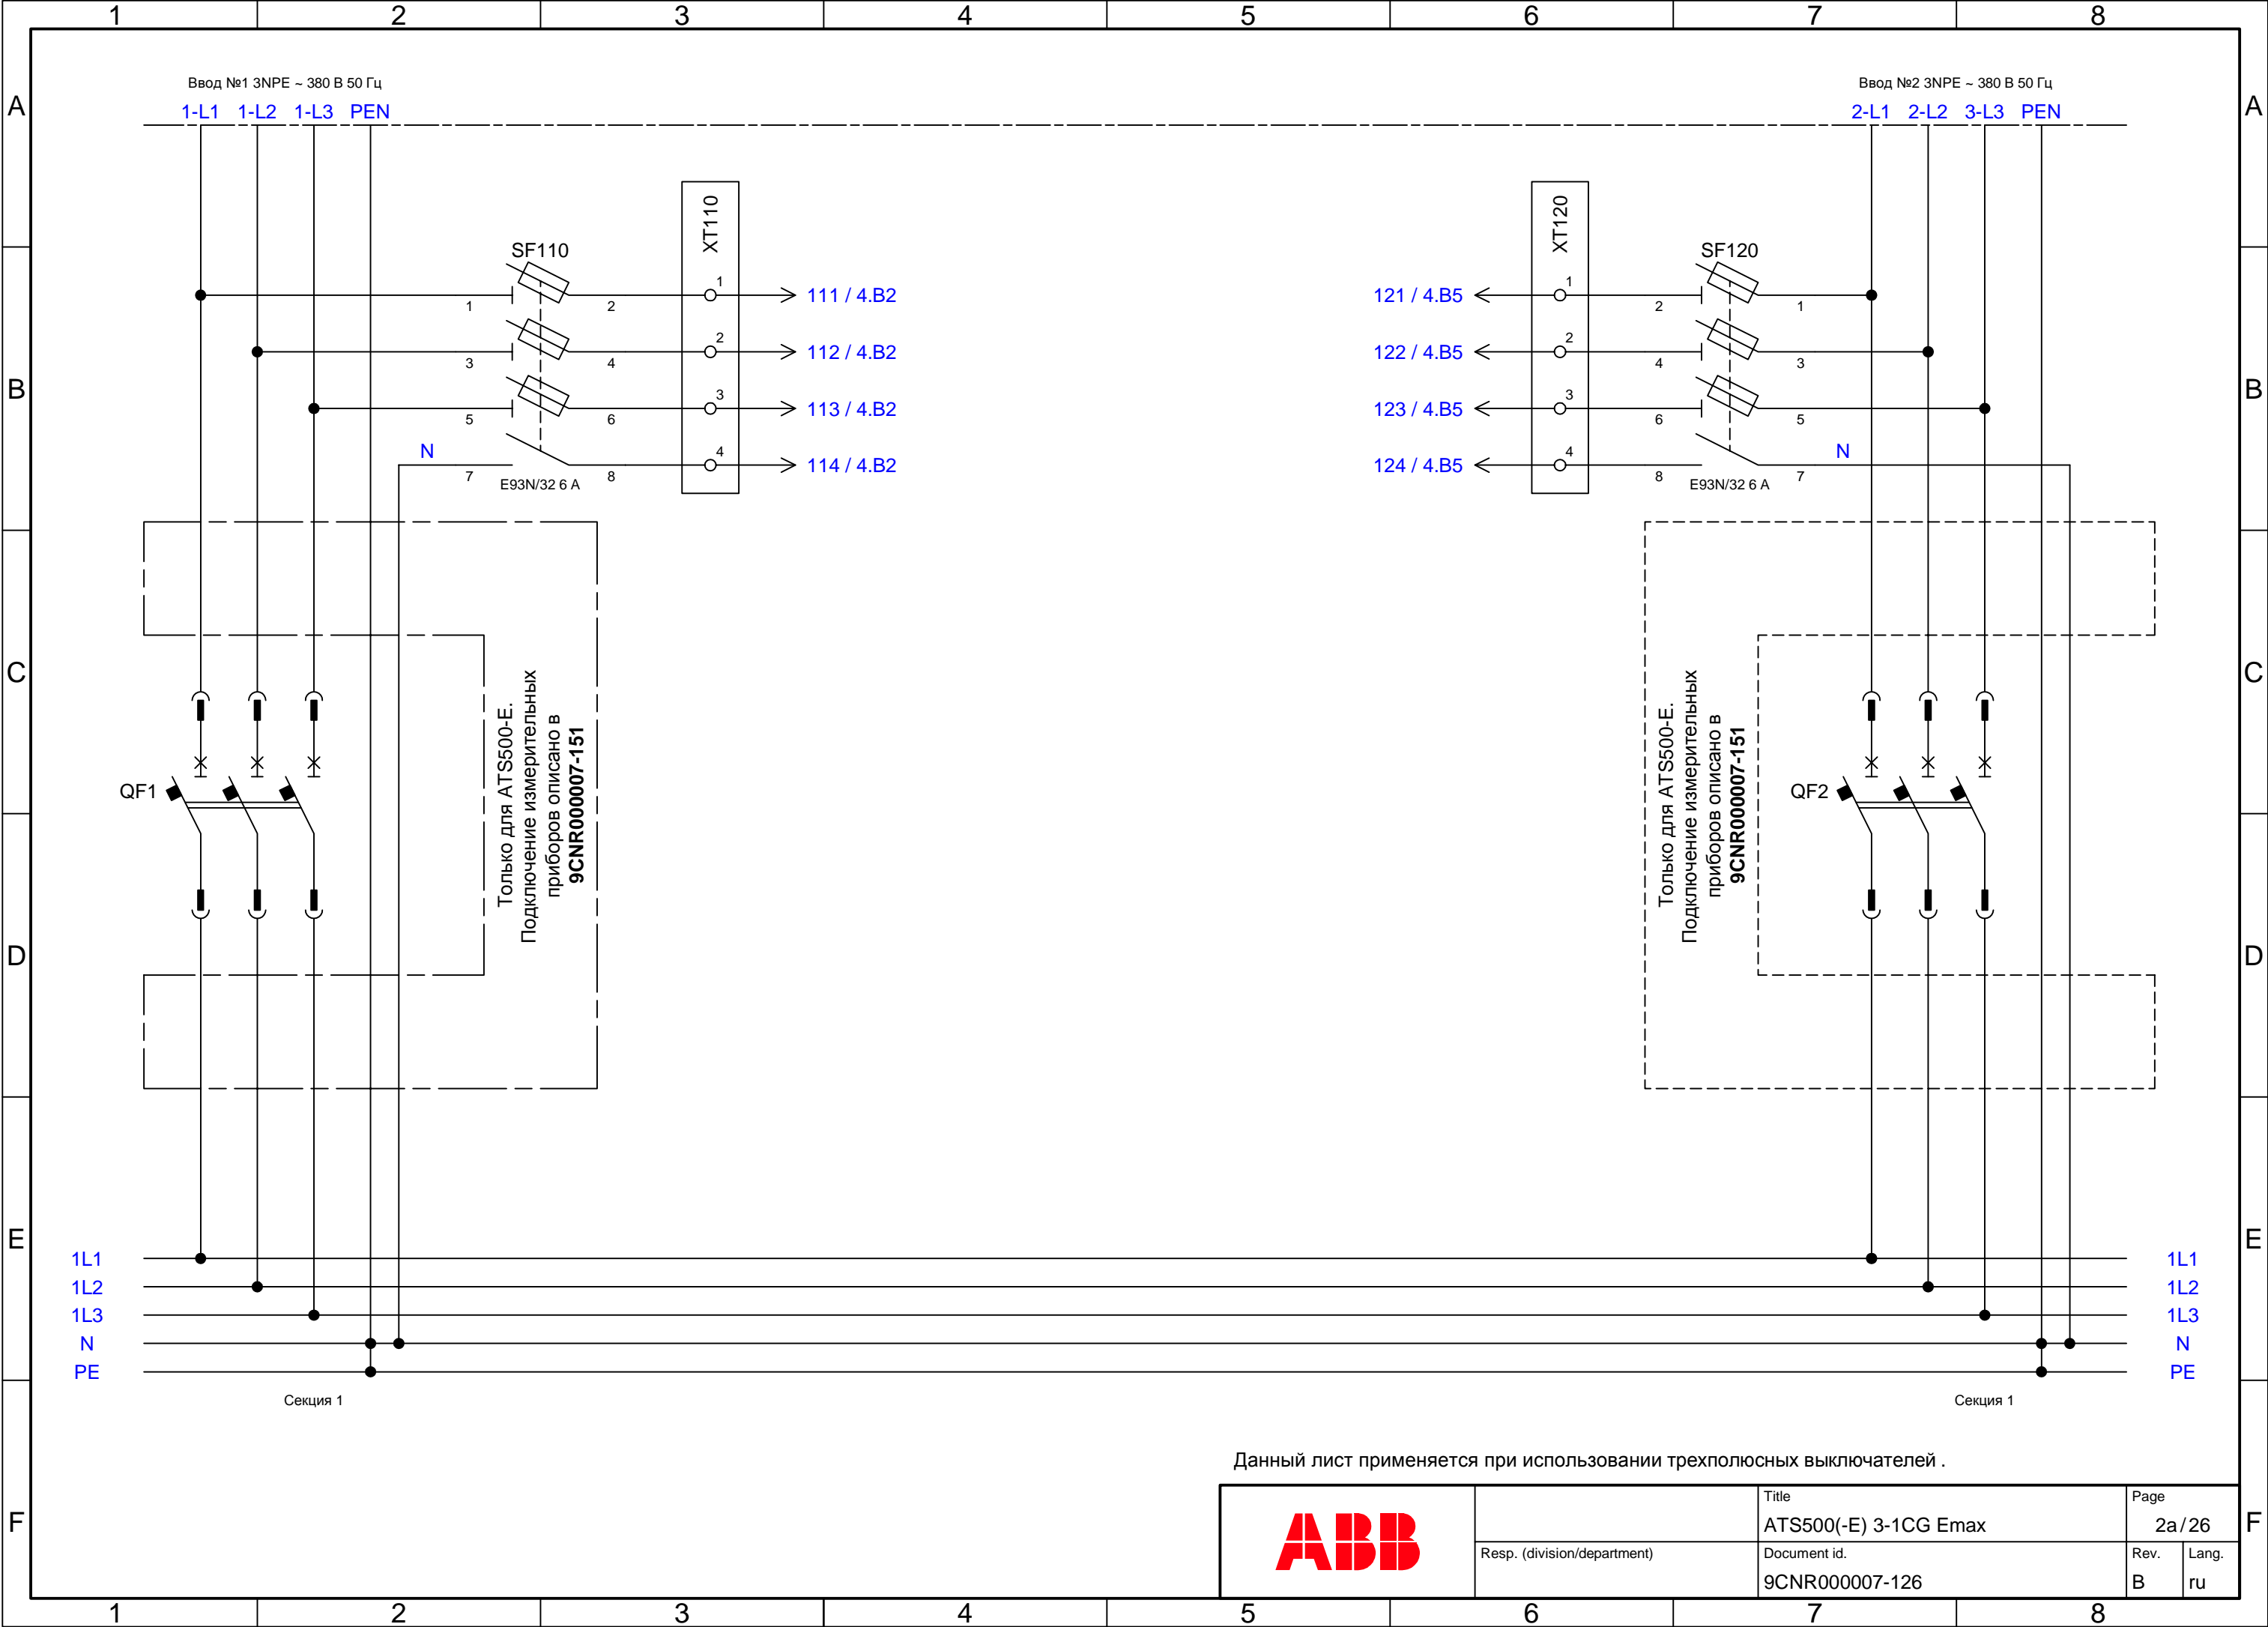 1 2 3 4 5 6 7 8
Ввод №1 3NPE ~ 380 В 50 Гц
Ввод №2 3NPE ~ 380 В 50 Гц
A
1-L1 1-L2 1-L3 PEN
2-L1 2-L2 3-L3 PEN
A
XT110
XT120
SF110
SF120
1 2 1 111 / 4.B2
121 / 4.B5 1 2 1
3 4 2 112 / 4.B2
122 / 4.B5 2 4 3
B
B
5 6 3 113 / 4.B2
123 / 4.B5 3 6 5
N
N
7 8 4 114 / 4.B2
124 / 4.B5 4 8 7
E93N/32 6 A
E93N/32 6 A
C
C
Только для ATS500-E.
Подключение измерительных
приборов описано в
9CNR000007-151
Только для ATS500-E.
Подключение измерительных
приборов описано в
9CNR000007-151
QF1
QF2
D
D
E
E
1L1
1L1
1L2
1L2
1L3
1L3
N
N
PE
PE
Секция 1
Секция 1
Данный лист применяется при использовании трехполюсных выключателей .
F
F
ABB
Title
ATS500(-E) 3-1CG Emax
Page
2a/26
Resp. (division/department)
Document id.
9CNR000007-126
Rev.
B
Lang.
ru
1 2 3 4 5 6 7 8